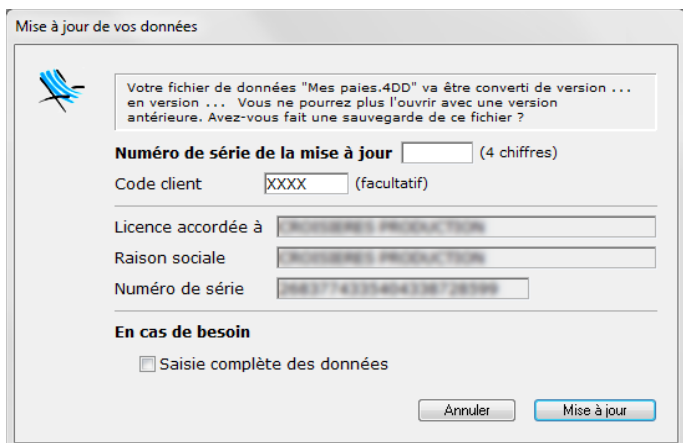 Mise à jour de vos données
Votre fichier de données "Mes paies.4DD" va être converti de version ...
en version ... Vous ne pourrez plus l'ouvrir avec une version
antérieure. Avez-vous fait une sauvegarde de ce fichier ?
Numéro de série de la mise à jour (4 chiffres)
Code client XXXX (facultatif)
Licence accordée à
Raison sociale
Numéro de série
En cas de besoin
Saisie complète des données
Annuler Mise à jour